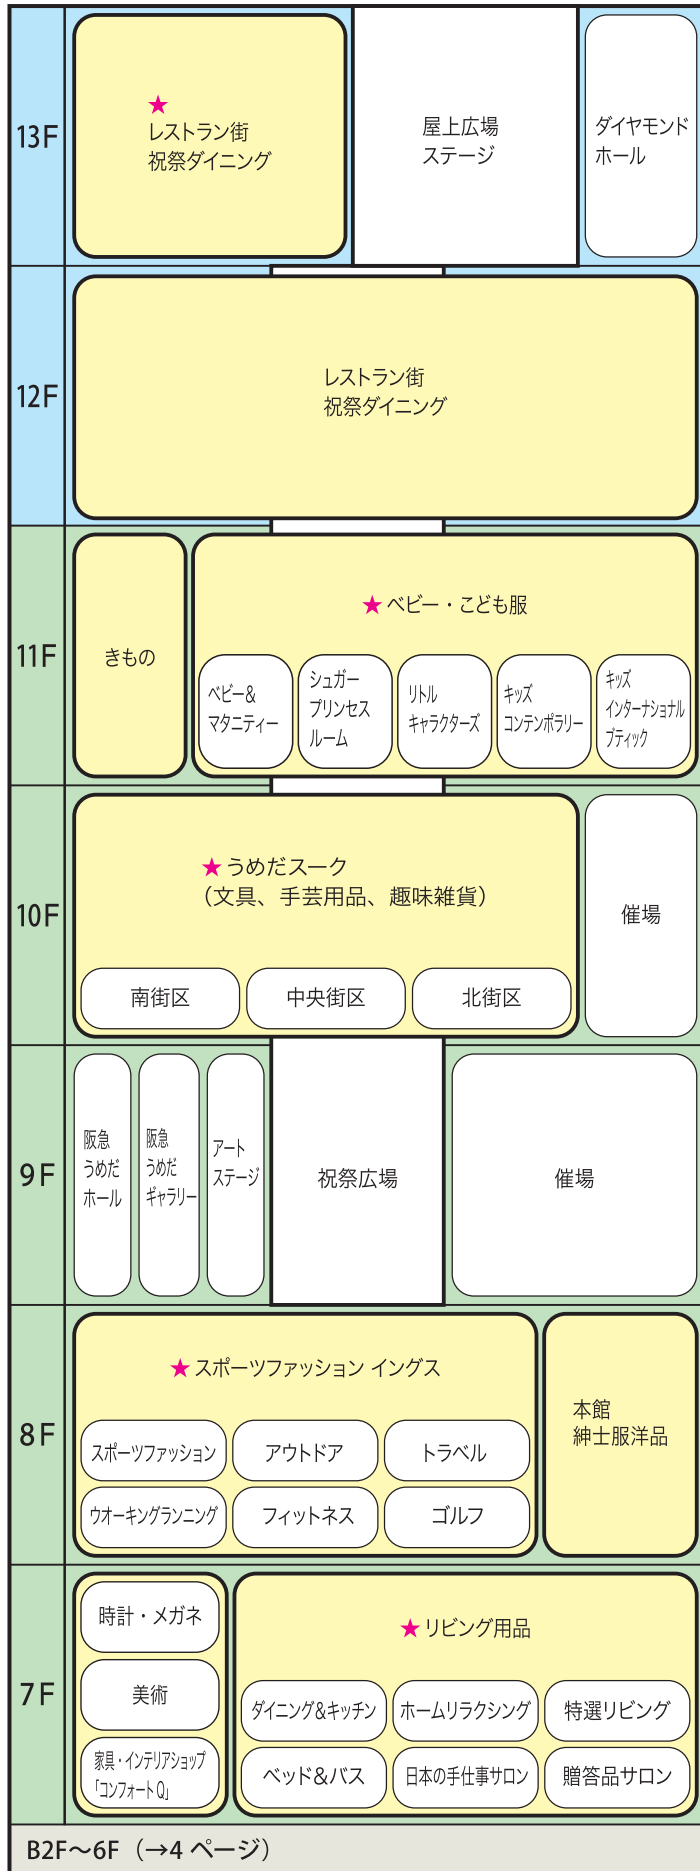 13F
★
レストラン街
祝祭ダイニング
屋上広場
ステージ
ダイヤモンド
ホール
12F
レストラン街
祝祭ダイニング
11F
きもの
★ベビー・こども服
ベビー&
マタニティー
シュガー
プリンセス
ルーム
リトル
キャラクターズ
キッズ
コンテンポラリー
キッズ
インターナショナル
ブティック
10F
★うめだスーク
（文具、手芸用品、趣味雑貨）
南街区
中央街区
北街区
催場
9F
阪急
うめだ
ホール
阪急
うめだ
ギャラリー
アート
ステージ
祝祭広場
催場
8F
★スポーツファッション イングス
スポーツファッション
アウトドア
トラベル
ウオーキングランニング
フィットネス
ゴルフ
本館
紳士服洋品
7F
時計・メガネ
美術
家具・インテリアショップ
「コンフォートQ」
★リビング用品
ダイニング&キッチン
ホームリラクシング
特選リビング
ベッド&バス
日本の手仕事サロン
贈答品サロン
B2F〜6F（→4 ページ）